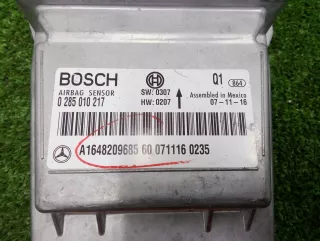 BOSCH
AIRBAG SENSOR
0 285 010 217
SW: 0307
HW: 0207
Q1 864
Assembled in Mexico
07-11-16
A1648209685 60 071116 0235